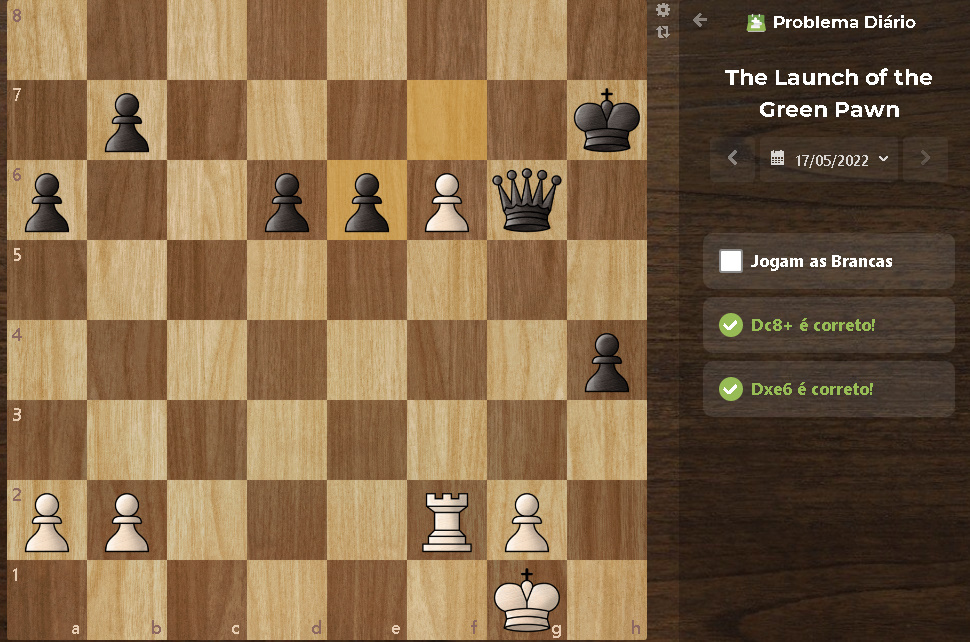 Problema Diário
The Launch of the
Green Pawn
17/05/2022
Jogam as Brancas
Dc8+ é correto!
Dxe6 é correto!
8
7
6
5
4
3
2
1
a b c d e f g h